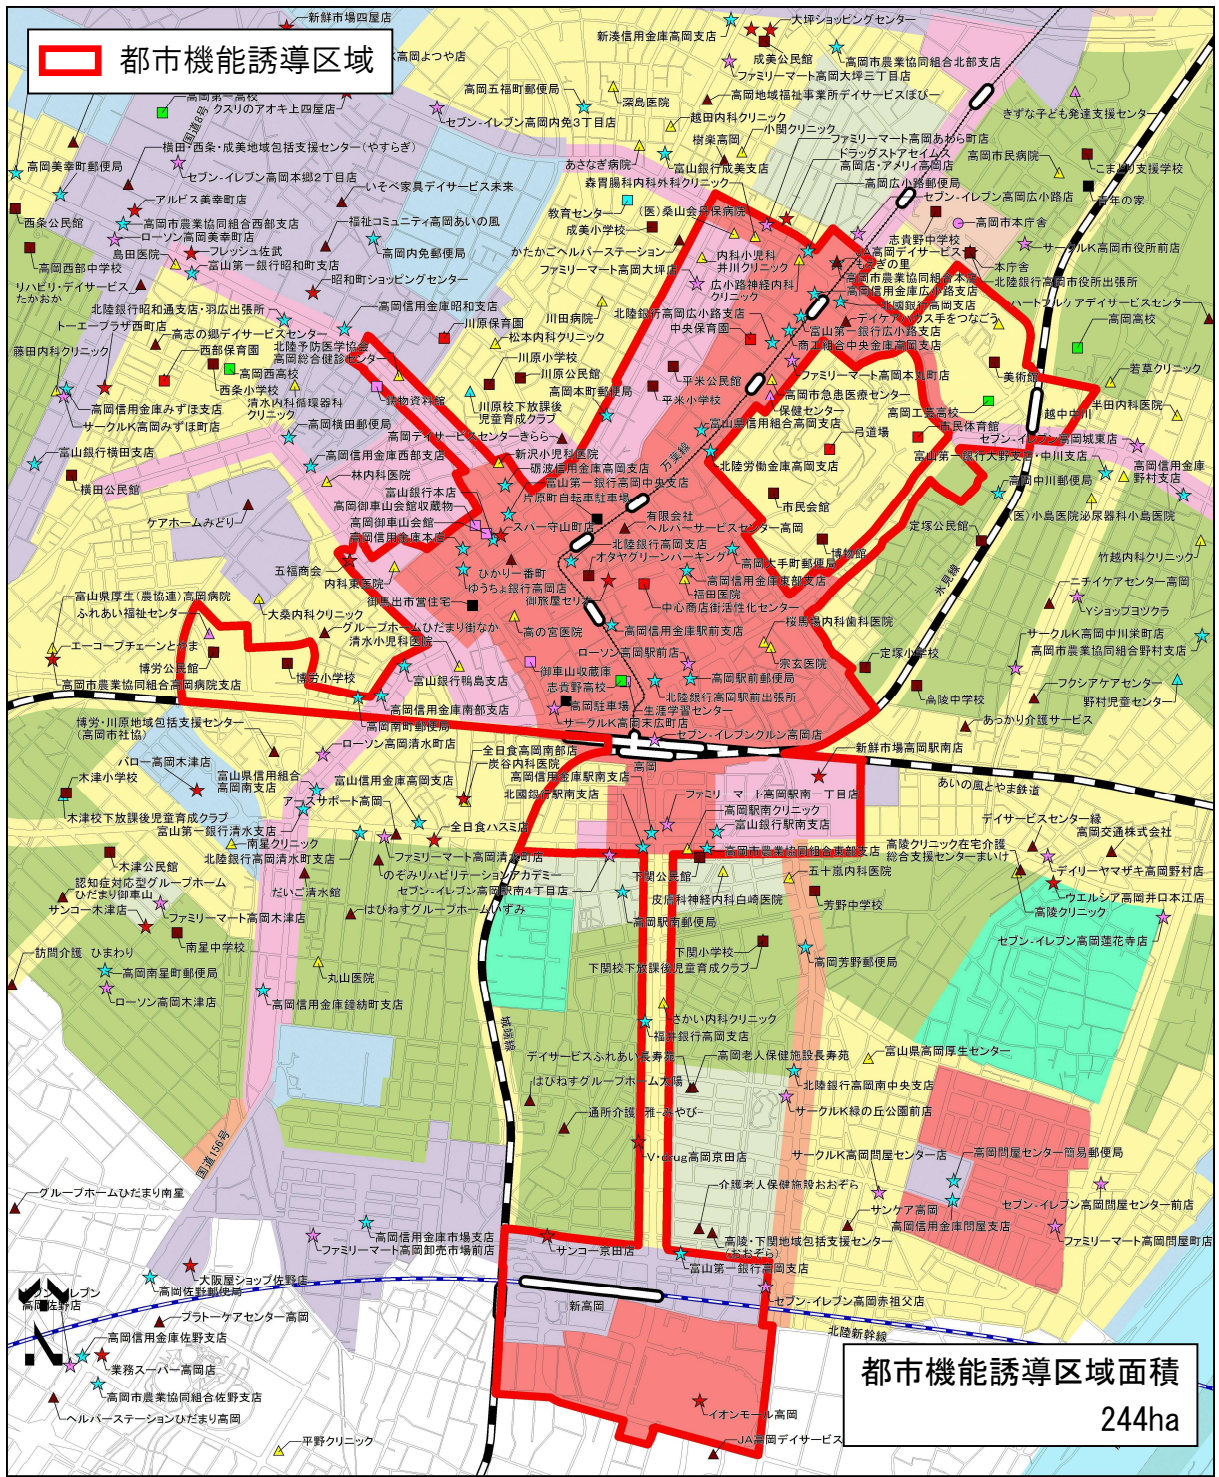 都市機能誘導区域
新鮮市場四屋店
大坪ショッピングセンター
新湊信用金庫高岡支店
成美公民館
高岡市農業協同組合北部支店
ファミリーマート高岡大坪三丁目店
高岡五福町郵便局
深島医院
高岡地域福祉事業所デイサービスぽぴー
きずな子ども発達支援センター
高岡第一高校
クスリのアオキ上四屋店
国道8号
セブン-イレブン高岡内免3丁目店
越田内科クリニック
小関クリニック
樹楽高岡
ファミリーマート高岡あわら町店
ドラッグストアセイムス
高岡店・アメリィ高岡店
高岡市民病院
こまどり支援学校
横田・西条・成美地域包括支援センター(やすらぎ)
あさなぎ病院
富山銀行成美支店
高岡美幸町郵便局
セブン-イレブン高岡本郷2丁目店
いそべ家具デイサービス未来
森胃腸科内科外科クリニック
高岡広小路郵便局
セブン-イレブン高岡広小路店
青年の家
アルビス美幸町店
教育センター
(医)桑山会丹保病院
西条公民館
高岡市農業協同組合西部支店
福祉コミュニティ高岡あいの風
成美小学校
高岡市本庁舎
ローソン高岡美幸町店
高岡内免郵便局
かたかごヘルパーステーション
志貴野中学校
サークルK高岡市役所前店
高岡西部中学校
島田医院
フレッシュ佐武
富山第一銀行昭和町支店
昭和町ショッピングセンター
ファミリーマート高岡大坪店
内科小児科
井川クリニック
本庁舎
リハビリ・デイサービス
たかおか
広小路神経内科
クリニック
高岡市農業協同組合本店
北陸銀行高岡市役所出張所
高岡信用金庫広小路支店
北國銀行高岡支店
ハートフルケアデイサービスセンター
北陸銀行昭和通支店・羽広出張所
高岡信用金庫昭和支店
川田病院
北陸銀行高岡広小路支店
デイケアハウス手をつなごう
高岡高校
トーエープラザ西町店
高志の郷デイサービスセンター
川原保育園
松本内科クリニック
中央保育園
富山第一銀行広小路支店
商工組合中央金庫高岡支店
藤田内科クリニック
西部保育園
北陸予防医学協会
高岡総合健診センター
川原小学校
高岡西高校
川原公民館
平米公民館
ファミリーマート高岡本丸町店
美術館
若草クリニック
西条小学校
鋳物資料館
高岡本町郵便局
平米小学校
高岡市急患医療センター
高岡信用金庫みずほ支店
清水内科循環器科
クリニック
川原校下放課後
児童育成クラブ
保健センター
高岡工芸高校
越中中川
半田内科医院
サークルK高岡みずほ町店
高岡横田郵便局
富山県信用組合高岡支店
弓道場
市民体育館
高岡デイサービスセンターきらら
万葉線
セブン-イレブン高岡城東店
富山銀行横田支店
高岡信用金庫西部支店
新沢小児科医院
砺波信用金庫高岡支店
北陸労働金庫高岡支店
富山第一銀行大野支店・中川支店
高岡信用金庫
野村支店
林内科医院
富山第一銀行高岡中央支店
高岡中川郵便局
横田公民館
富山銀行本店
片原町自転車駐車場
市民会館
ケアホームみどり
高岡御車山会館収蔵物
高岡御車山会館
有限会社
ヘルパーサービスセンター高岡
(医)小島医院泌尿器科小島医院
高岡信用金庫本店
スパー守山町店
北陸銀行高岡支店
博物館
定塚公民館
竹越内科クリニック
五福商会
内科東医院
ひかり一番町
オタヤグリーンパーキング
高岡大手町郵便局
ゆうちょ銀行高岡店
高岡信用金庫東部支店
氷見線
ニチイケアセンター高岡
富山県厚生(農協連)高岡病院
御旅屋セリオ
福田医院
ふれあい福祉センター
大桑内科クリニック
御馬出市営住宅
中心商店街活性化センター
Yショップヨツクラ
グループホームひだまり街なか
高の宮医院
高岡信用金庫駅前支店
桜馬場内科歯科医院
サークルK高岡中川栄町店
エーコープチェーンとやま
清水小児科医院
高岡市農業協同組合野村支店
博労公民館
ローソン高岡駅前店
宗玄医院
定塚小学校
博労小学校
富山銀行鴨島支店
御車山収蔵庫
高岡駅前郵便局
フクシアケアセンター
高岡市農業協同組合高岡病院支店
志貴野高校
北陸銀行高岡駅前出張所
高陵中学校
野村児童センター
高岡信用金庫南部支店
高岡駐車場
生涯学習センター
高岡南町郵便局
サークルK高岡末広町店
あっかり介護サービス
博労・川原地域包括支援センター
(高岡市社協)
セブン-イレブンクルン高岡店
ローソン高岡清水町店
全日食高岡南部店
炭谷内科医院
新鮮市場高岡駅南店
バロー高岡木津店
富山県信用組合
高岡南支店
富山信用金庫高岡支店
高岡信用金庫駅南支店
高岡
木津小学校
アースサポート高岡
北國銀行駅南支店
ファミリーマート高岡駅南一丁目店
あいの風とやま鉄道
木津校下放課後児童育成クラブ
全日食ハスミ店
高岡駅南クリニック
デイサービスセンター縁
富山第一銀行清水支店
富山銀行駅南支店
高岡交通株式会社
南星クリニック
北陸銀行高岡清水町支店
ファミリーマート高岡清水町店
高岡市農業協同組合東部支店
高陵クリニック在宅介護
総合支援センターまいけ
木津公民館
のぞみリハビリテーションアカデミー
下関公民館
五十嵐内科医院
デイリーヤマザキ高岡野村店
認知症対応型グループホーム
ひだまり御車山
だいご清水館
セブン-イレブン高岡駅南4丁目店
皮膚科神経内科白崎医院
芳野中学校
ウエルシア高岡井口本江店
サンコー木津店
ファミリーマート高岡木津店
はぴねすグループホームいずみ
高岡駅南郵便局
高陵クリニック
訪問介護 ひまわり
南星中学校
下関小学校
セブン-イレブン高岡蓮花寺店
高岡南星町郵便局
丸山医院
下関校下放課後児童育成クラブ
高岡芳野郵便局
ローソン高岡木津店
高岡信用金庫鐘紡町支店
さかい内科クリニック
城端線
福井銀行高岡支店
デイサービスふれあい長寿苑
高岡老人保健施設長寿苑
富山県高岡厚生センター
はぴねすグループホーム太陽
北陸銀行高岡南中央支店
サークルK緑の丘公園前店
通所介護-雅-みやび-
国道156号
V・drug高岡京田店
サークルK高岡問屋センター店
高岡問屋センター簡易郵便局
グループホームひだまり南星
介護老人保健施設おおぞら
サンケア高岡
セブン-イレブン高岡問屋センター前店
高岡信用金庫問屋支店
高岡信用金庫市場支店
サンコー京田店
高陵・下関地域包括支援センター
(おおぞら)
ファミリーマート高岡問屋町店
ファミリーマート高岡卸売市場前店
富山第一銀行高岡支店
大阪屋ショップ佐野店
高岡佐野郵便局
新高岡
セブン-イレブン高岡赤祖父店
高岡佐野店
プラトーケアセンター高岡
北陸新幹線
高岡信用金庫佐野支店
業務スーパー高岡店
都市機能誘導区域面積
244ha
高岡市農業協同組合佐野支店
ヘルパーステーションひだまり高岡
イオンモール高岡
平野クリニック
JA高岡デイサービス